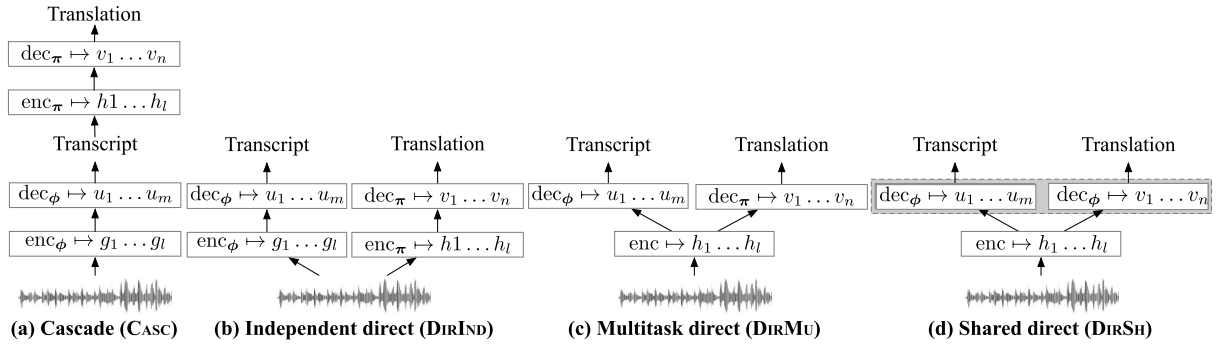 Translation
dec_π ↦ v_1 … v_n
enc_π ↦ h1 … h_l
Transcript
dec_ϕ ↦ u_1 … u_m
enc_ϕ ↦ g_1 … g_l
(a) Cascade (CASC)
Transcript
Translation
dec_ϕ ↦ u_1 … u_m
dec_π ↦ v_1 … v_n
enc_ϕ ↦ g_1 … g_l
enc_π ↦ h1 … h_l
(b) Independent direct (DIRIND)
Transcript
Translation
dec_ϕ ↦ u_1 … u_m
dec_π ↦ v_1 … v_n
enc ↦ h_1 … h_l
(c) Multitask direct (DIRMU)
Transcript
Translation
dec_ϕ ↦ u_1 … u_m
dec_ϕ ↦ v_1 … v_n
enc ↦ h_1 … h_l
(d) Shared direct (DIRSH)